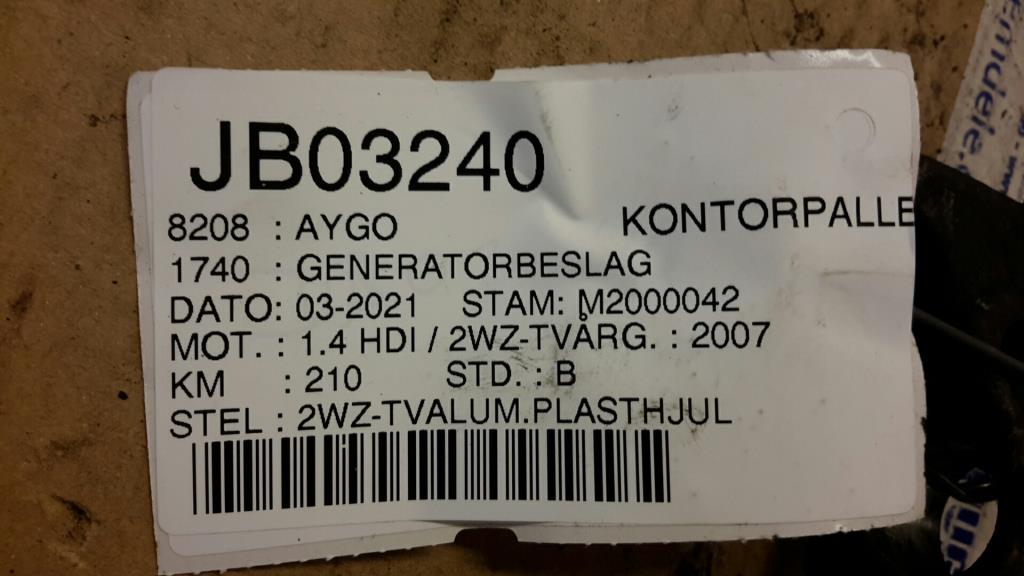 JB03240
8208 : AYGO KONTORPALLE
1740 : GENERATORBESLAG
DATO: 03-2021 STAM: M2000042
MOT. : 1.4 HDI / 2WZ-TVÅRG. : 2007
KM : 210 STD. : B
STEL : 2WZ-TVALUM.PLASTHJUL